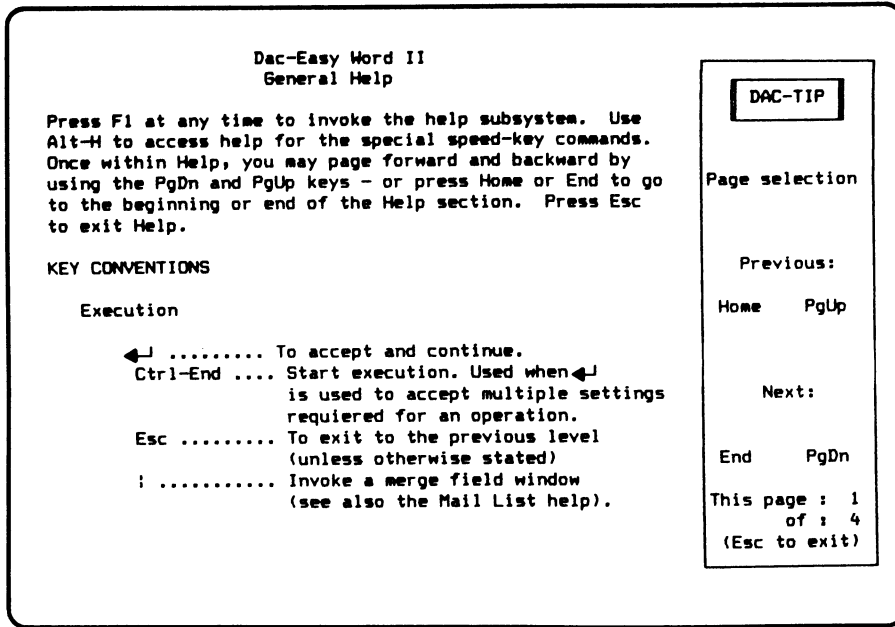 Dac-Easy Word II
General Help
Press F1 at any time to invoke the help subsystem. Use
Alt-H to access help for the special speed-key commands.
Once within Help, you may page forward and backward by
using the PgDn and PgUp keys - or press Home or End to go
to the beginning or end of the Help section. Press Esc
to exit Help.
KEY CONVENTIONS
Execution
↵ ......... To accept and continue.
Ctrl-End .... Start execution. Used when ↵
is used to accept multiple settings
requiered for an operation.
Esc ......... To exit to the previous level
(unless otherwise stated)
¦ ........... Invoke a merge field window
(see also the Mail List help).
DAC-TIP
Page selection
Previous:
Home PgUp
Next:
End PgDn
This page : 1
of : 4
(Esc to exit)